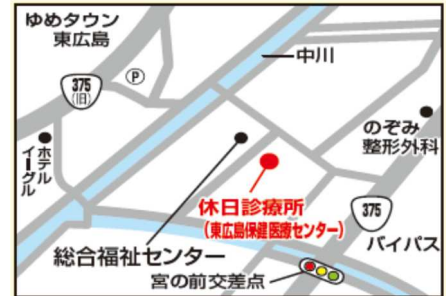 ゆめタウン
東広島
中川
P
375
(旧)
のぞみ
整形外科
ホテル
イーグル
休日診療所
(東広島保健医療センター)
375
バイパス
総合福祉センター
宮の前交差点